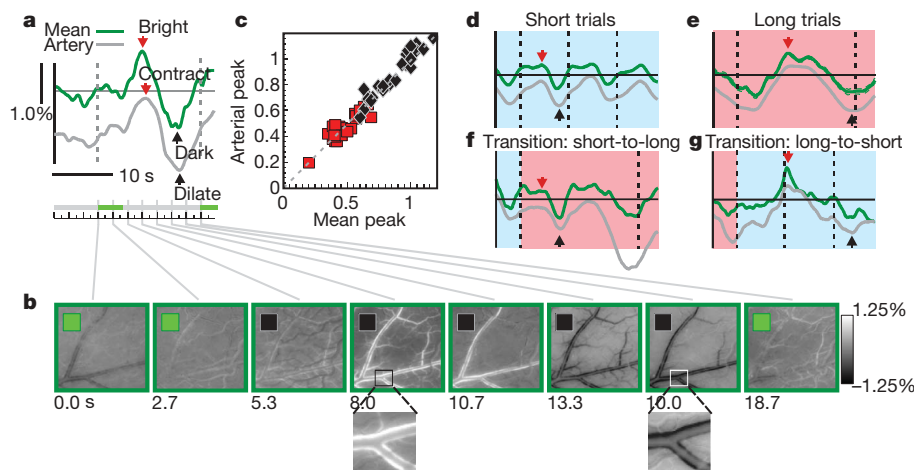 a
Mean
Artery
Bright
Contract
1.0%
Dark
10 s
Dilate
c
Arterial peak
1
0.8
0.6
0.4
0.2
0
0
0.5
1
Mean peak
d
Short trials
e
Long trials
f
Transition: short-to-long
g
Transition: long-to-short
b
0.0 s
2.7
5.3
8.0
10.7
13.3
16.0
18.7
1.25%
–1.25%